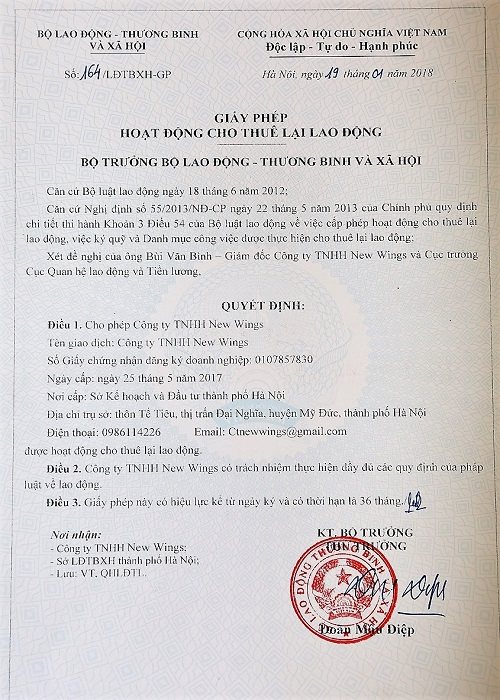 BỘ LAO ĐỘNG - THƯƠNG BINH
VÀ XÃ HỘI
Số: 164/LĐTBXH-GP
CỘNG HÒA XÃ HỘI CHỦ NGHĨA VIỆT NAM
Độc lập - Tự do - Hạnh phúc
Hà Nội, ngày 19 tháng 01 năm 2018
GIẤY PHÉP
HOẠT ĐỘNG CHO THUÊ LẠI LAO ĐỘNG
BỘ TRƯỞNG BỘ LAO ĐỘNG - THƯƠNG BINH VÀ XÃ HỘI
Căn cứ Bộ luật lao động ngày 18 tháng 6 năm 2012;
Căn cứ Nghị định số 55/2013/NĐ-CP ngày 22 tháng 5 năm 2013 của Chính phủ quy định
chi tiết thi hành Khoản 3 Điều 54 của Bộ luật lao động về việc cấp phép hoạt động cho thuê lại
lao động, việc ký quỹ và Danh mục công việc được thực hiện cho thuê lại lao động;
Xét đề nghị của ông Bùi Văn Bình – Giám đốc Công ty TNHH New Wings và Cục trưởng
Cục Quan hệ lao động và Tiền lương,
QUYẾT ĐỊNH:
Điều 1. Cho phép Công ty TNHH New Wings
Tên giao dịch: Công ty TNHH New Wings
Số Giấy chứng nhận đăng ký doanh nghiệp: 0107857830
Ngày cấp: ngày 25 tháng 5 năm 2017
Nơi cấp: Sở Kế hoạch và Đầu tư thành phố Hà Nội
Địa chỉ trụ sở: thôn Tế Tiêu, thị trấn Đại Nghĩa, huyện Mỹ Đức, thành phố Hà Nội
Điện thoại: 0986114226 Email: Ctnewwings@gmail.com
được hoạt động cho thuê lại lao động.
Điều 2. Công ty TNHH New Wings có trách nhiệm thực hiện đầy đủ các quy định của pháp
luật về lao động.
Điều 3. Giấy phép này có hiệu lực kể từ ngày ký và có thời hạn là 36 tháng./.
Nơi nhận:
- Công ty TNHH New Wings;
- Sở LĐTBXH thành phố Hà Nội;
- Lưu: VT, QHLĐTL.
KT. BỘ TRƯỞNG
THỨ TRƯỞNG
Doãn Mậu Diệp